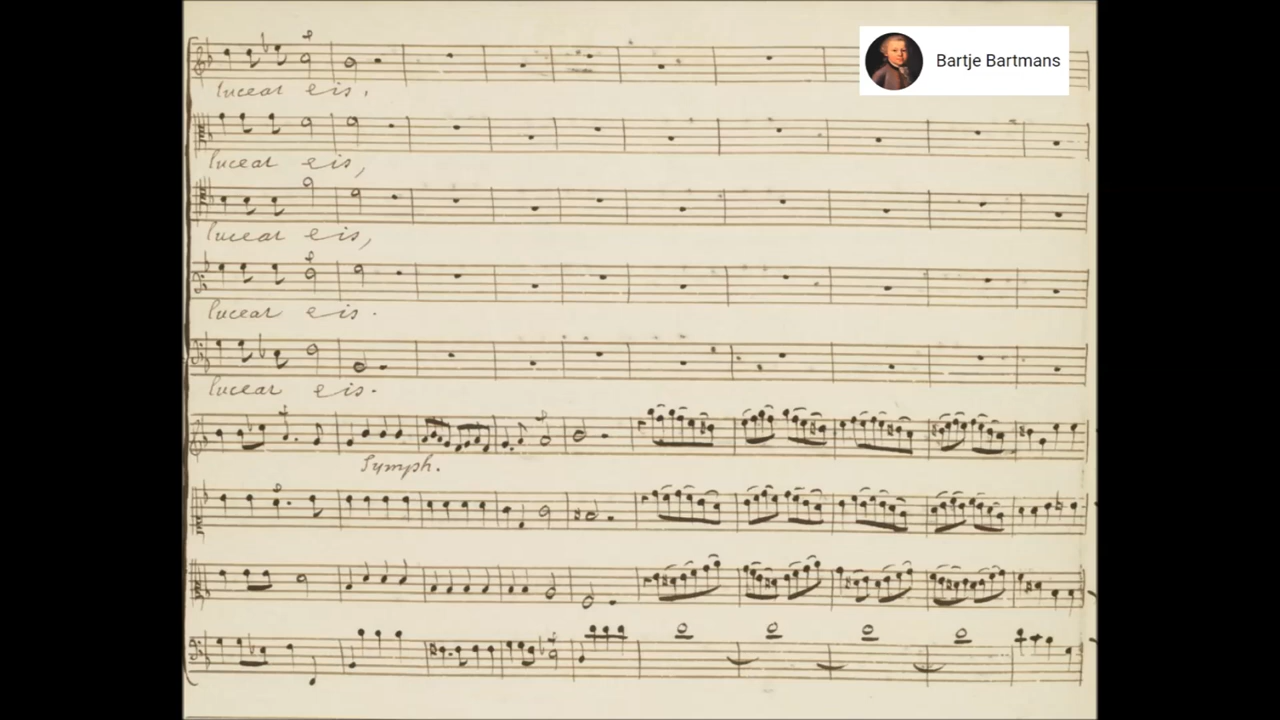 Bartje Bartmans
luceat eis.
luceat eis,
luceat eis,
luceat eis.
luceat eis.
Symph.